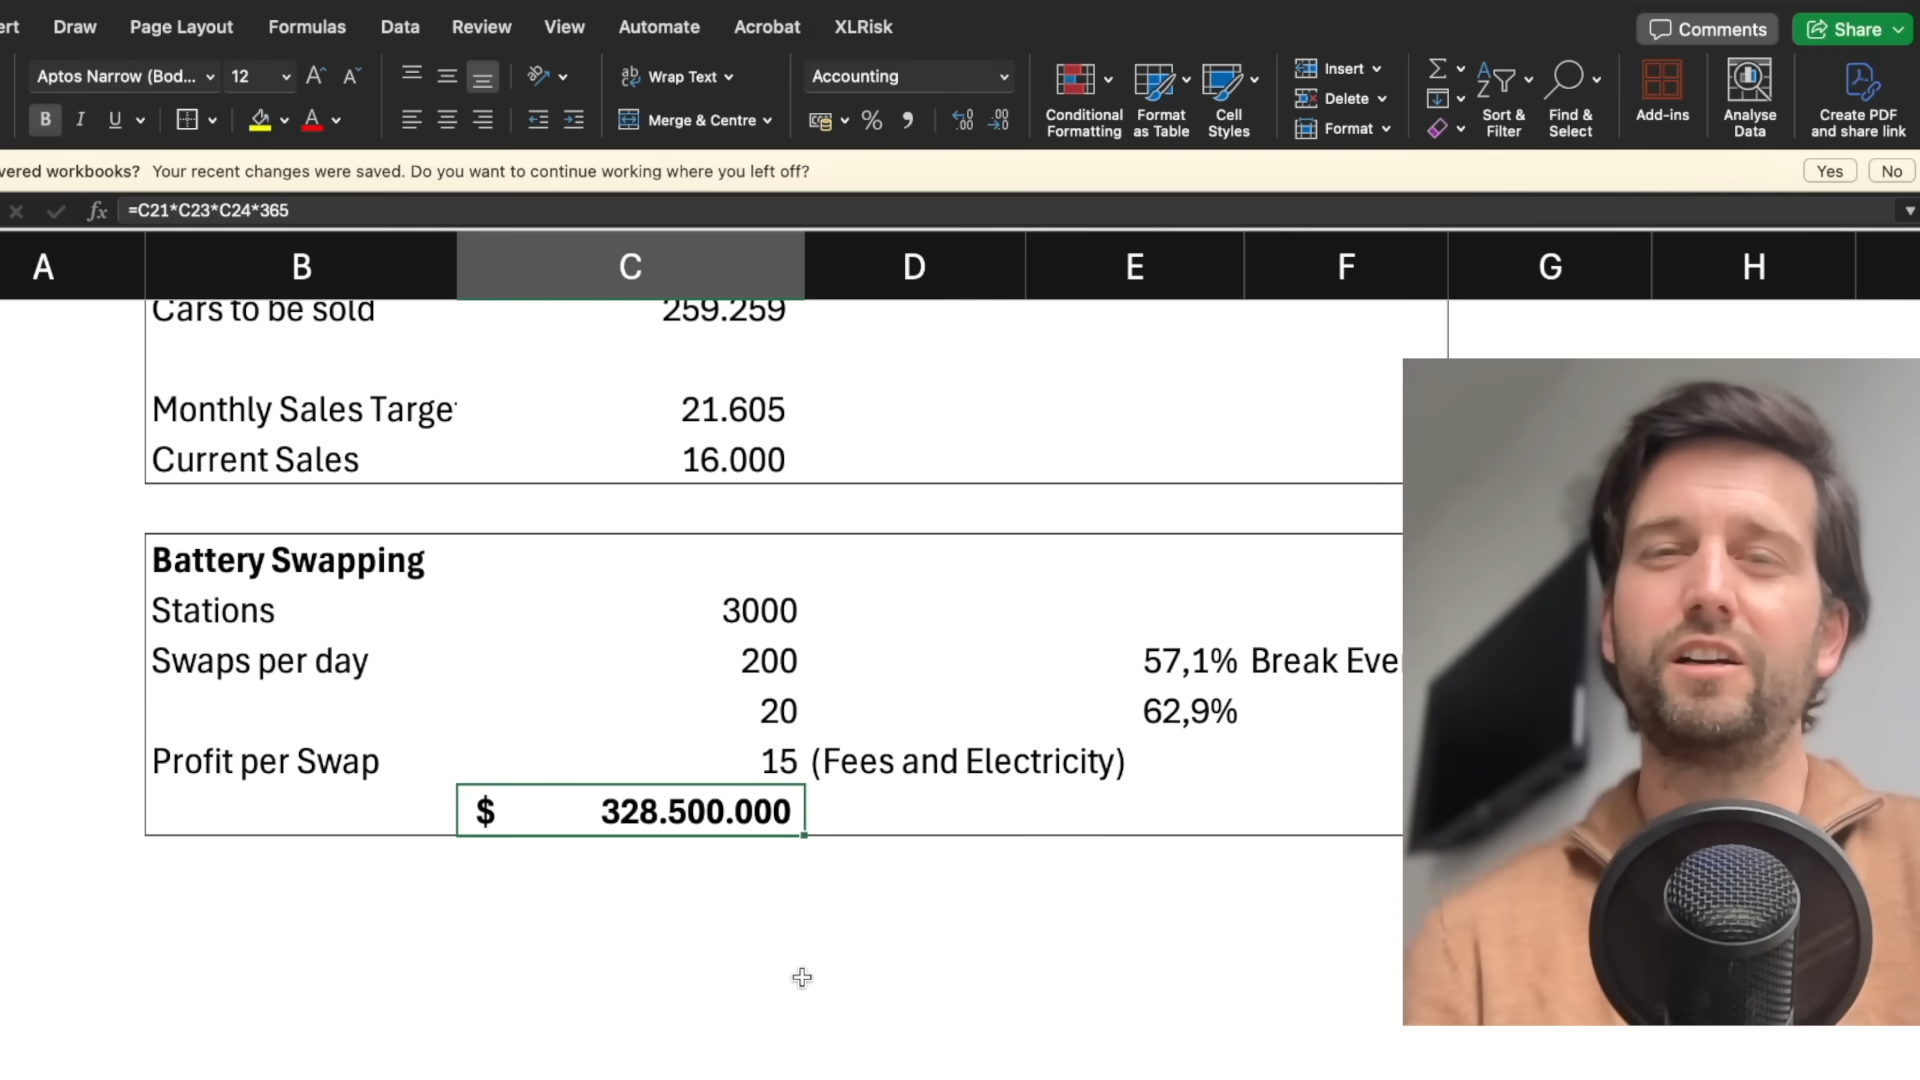 ert Draw Page Layout Formulas Data Review View Automate Acrobat XLRisk Comments Share
Aptos Narrow (Bod... 12 A A ab Wrap Text Accounting Insert
B I U A Merge & Centre % Delete
Format
Conditional Formatting
Format as Table
Cell Styles
Sort & Filter
Find & Select
Add-ins
Analyse Data
Create PDF and share link
vered workbooks? Your recent changes were saved. Do you want to continue working where you left off? Yes No
fx =C21*C23*C24*365
A B C D E F G H
Cars to be sold 259.259
Monthly Sales Targe
Current Sales 16.000
21.605
Battery Swapping
Stations 3000
Swaps per day 200 57,1% Break Eve
20 62,9%
Profit per Swap 15 (Fees and Electricity)
$ 328.500.000